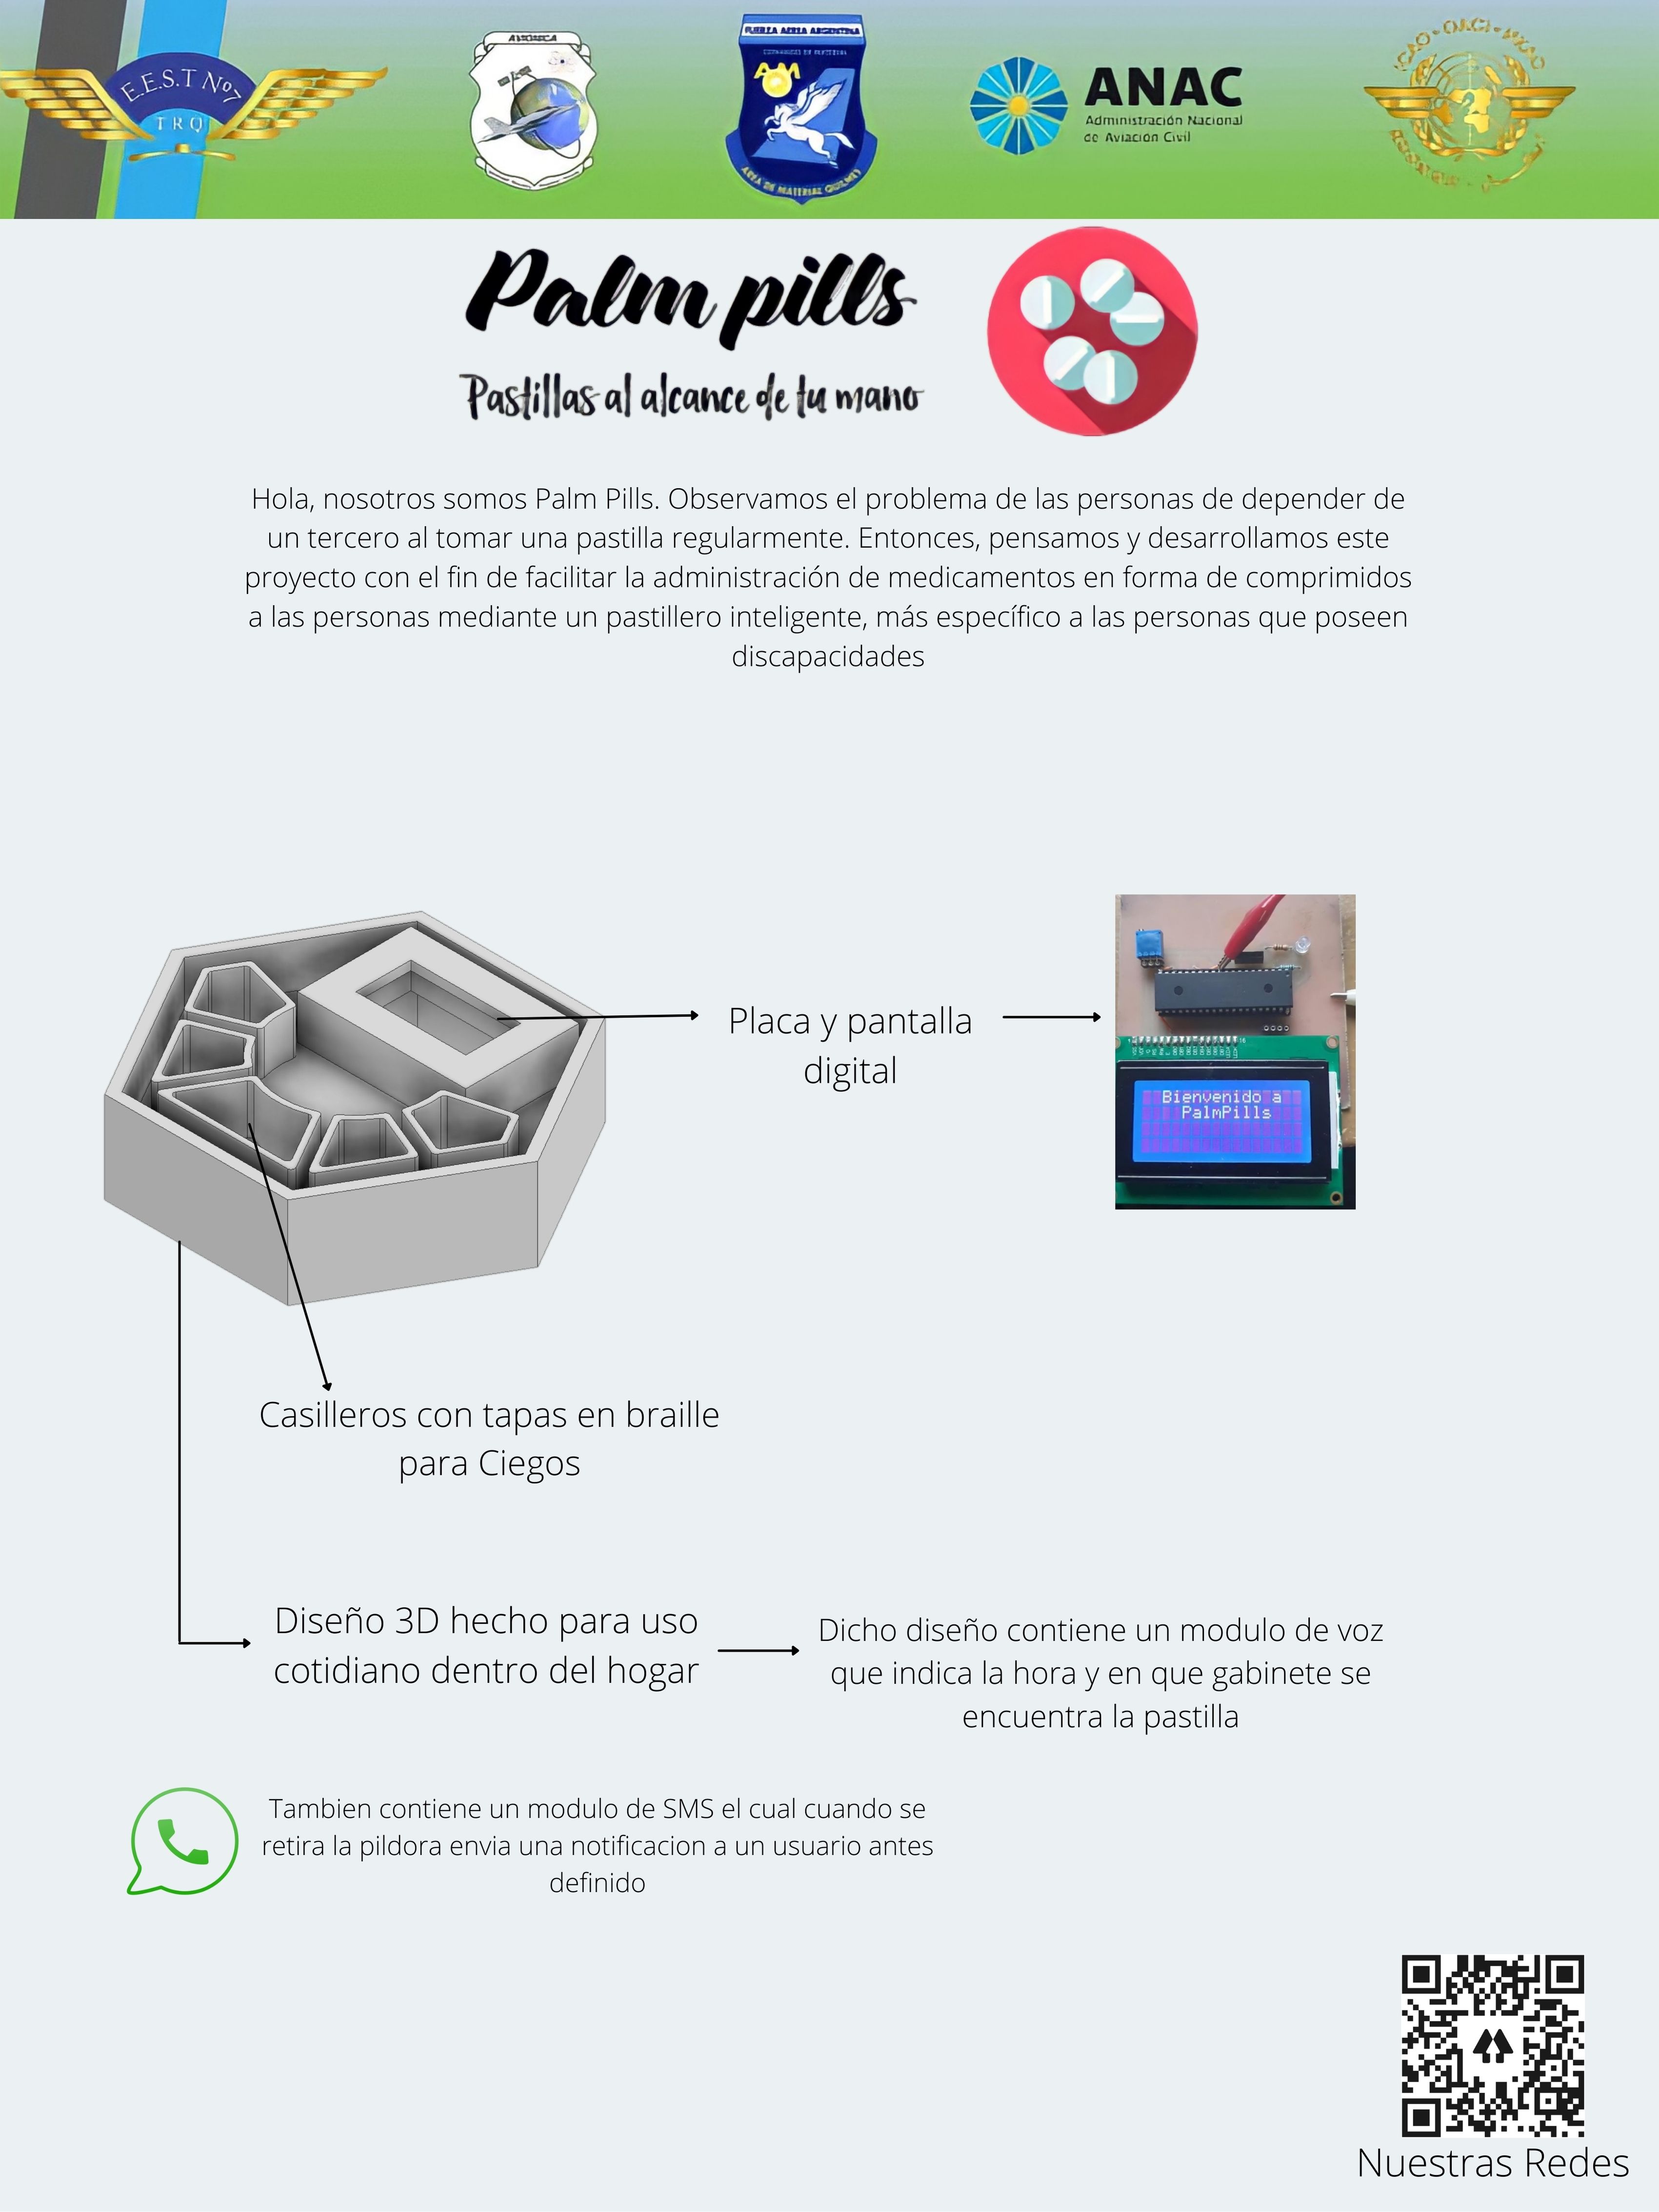 E.E.S.T Nº7
T R Q
AVIONICA
FUERZA AEREA ARGENTINA
AREA DE MATERIAL QUILMES
ANAC
Administración Nacional
de Aviación Civil
ICAO · OACI · ИКАО
Palm pills
Pastillas al alcance de tu mano
Hola, nosotros somos Palm Pills. Observamos el problema de las personas de depender de
un tercero al tomar una pastilla regularmente. Entonces, pensamos y desarrollamos este
proyecto con el fin de facilitar la administración de medicamentos en forma de comprimidos
a las personas mediante un pastillero inteligente, más específico a las personas que poseen
discapacidades
Placa y pantalla
digital
Bienvenido a
PalmPills
Casilleros con tapas en braille
para Ciegos
Diseño 3D hecho para uso
cotidiano dentro del hogar
Dicho diseño contiene un modulo de voz
que indica la hora y en que gabinete se
encuentra la pastilla
Tambien contiene un modulo de SMS el cual cuando se
retira la pildora envia una notificacion a un usuario antes
definido
Nuestras Redes